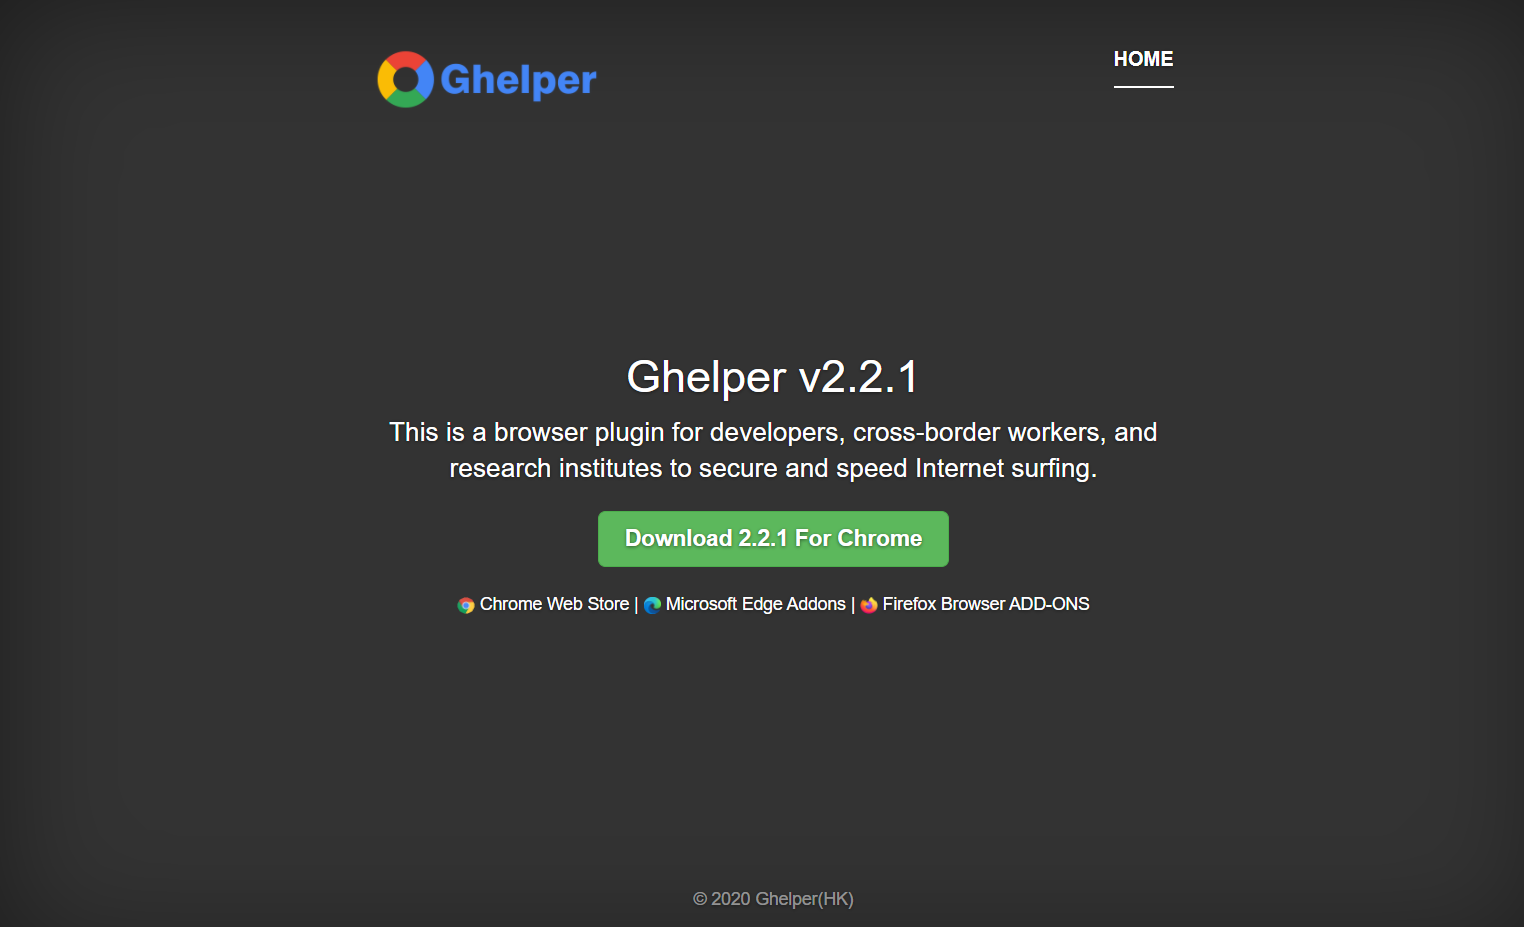 Ghelper
HOME
Ghelper v2.2.1
This is a browser plugin for developers, cross-border workers, and
research institutes to secure and speed Internet surfing.
Download 2.2.1 For Chrome
Chrome Web Store | Microsoft Edge Addons | Firefox Browser ADD-ONS
© 2020 Ghelper(HK)